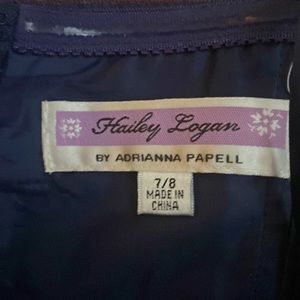 Hailey Logan
BY ADRIANNA PAPELL
7/8
MADE IN
CHINA